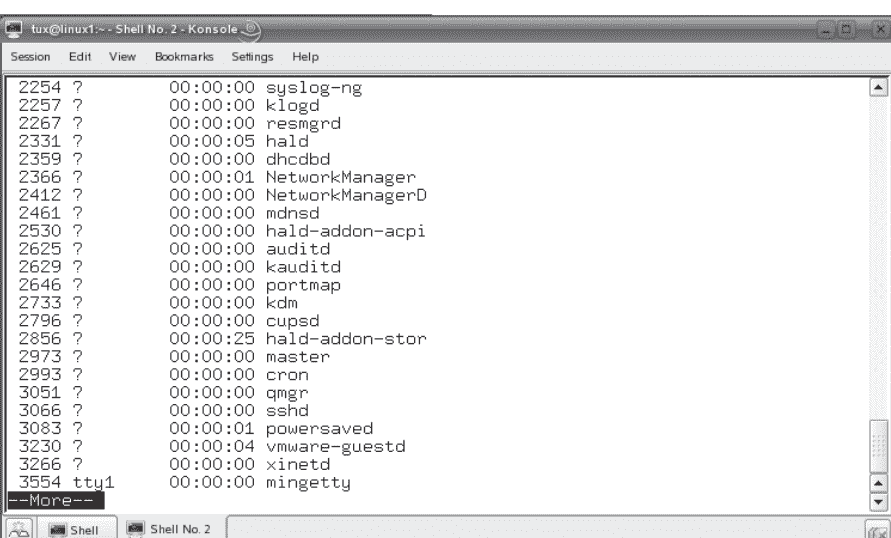 tux@linux1:~ - Shell No. 2 - Konsole
Session Edit View Bookmarks Settings Help
2254 ? 00:00:00 syslog-ng
2257 ? 00:00:00 klogd
2267 ? 00:00:00 resmgrd
2331 ? 00:00:05 hald
2359 ? 00:00:00 dhcdbd
2366 ? 00:00:01 NetworkManager
2412 ? 00:00:00 NetworkManagerD
2461 ? 00:00:00 mdnsd
2530 ? 00:00:00 hald-addon-acpi
2625 ? 00:00:00 auditd
2629 ? 00:00:00 kauditd
2646 ? 00:00:00 portmap
2733 ? 00:00:00 kdm
2796 ? 00:00:00 cupsd
2856 ? 00:00:25 hald-addon-stor
2973 ? 00:00:00 master
2993 ? 00:00:00 cron
3051 ? 00:00:00 qmgr
3066 ? 00:00:00 sshd
3083 ? 00:00:01 powersaved
3230 ? 00:00:04 vmware-guestd
3266 ? 00:00:00 xinetd
3554 tty1 00:00:00 mingetty
--More--
Shell Shell No. 2